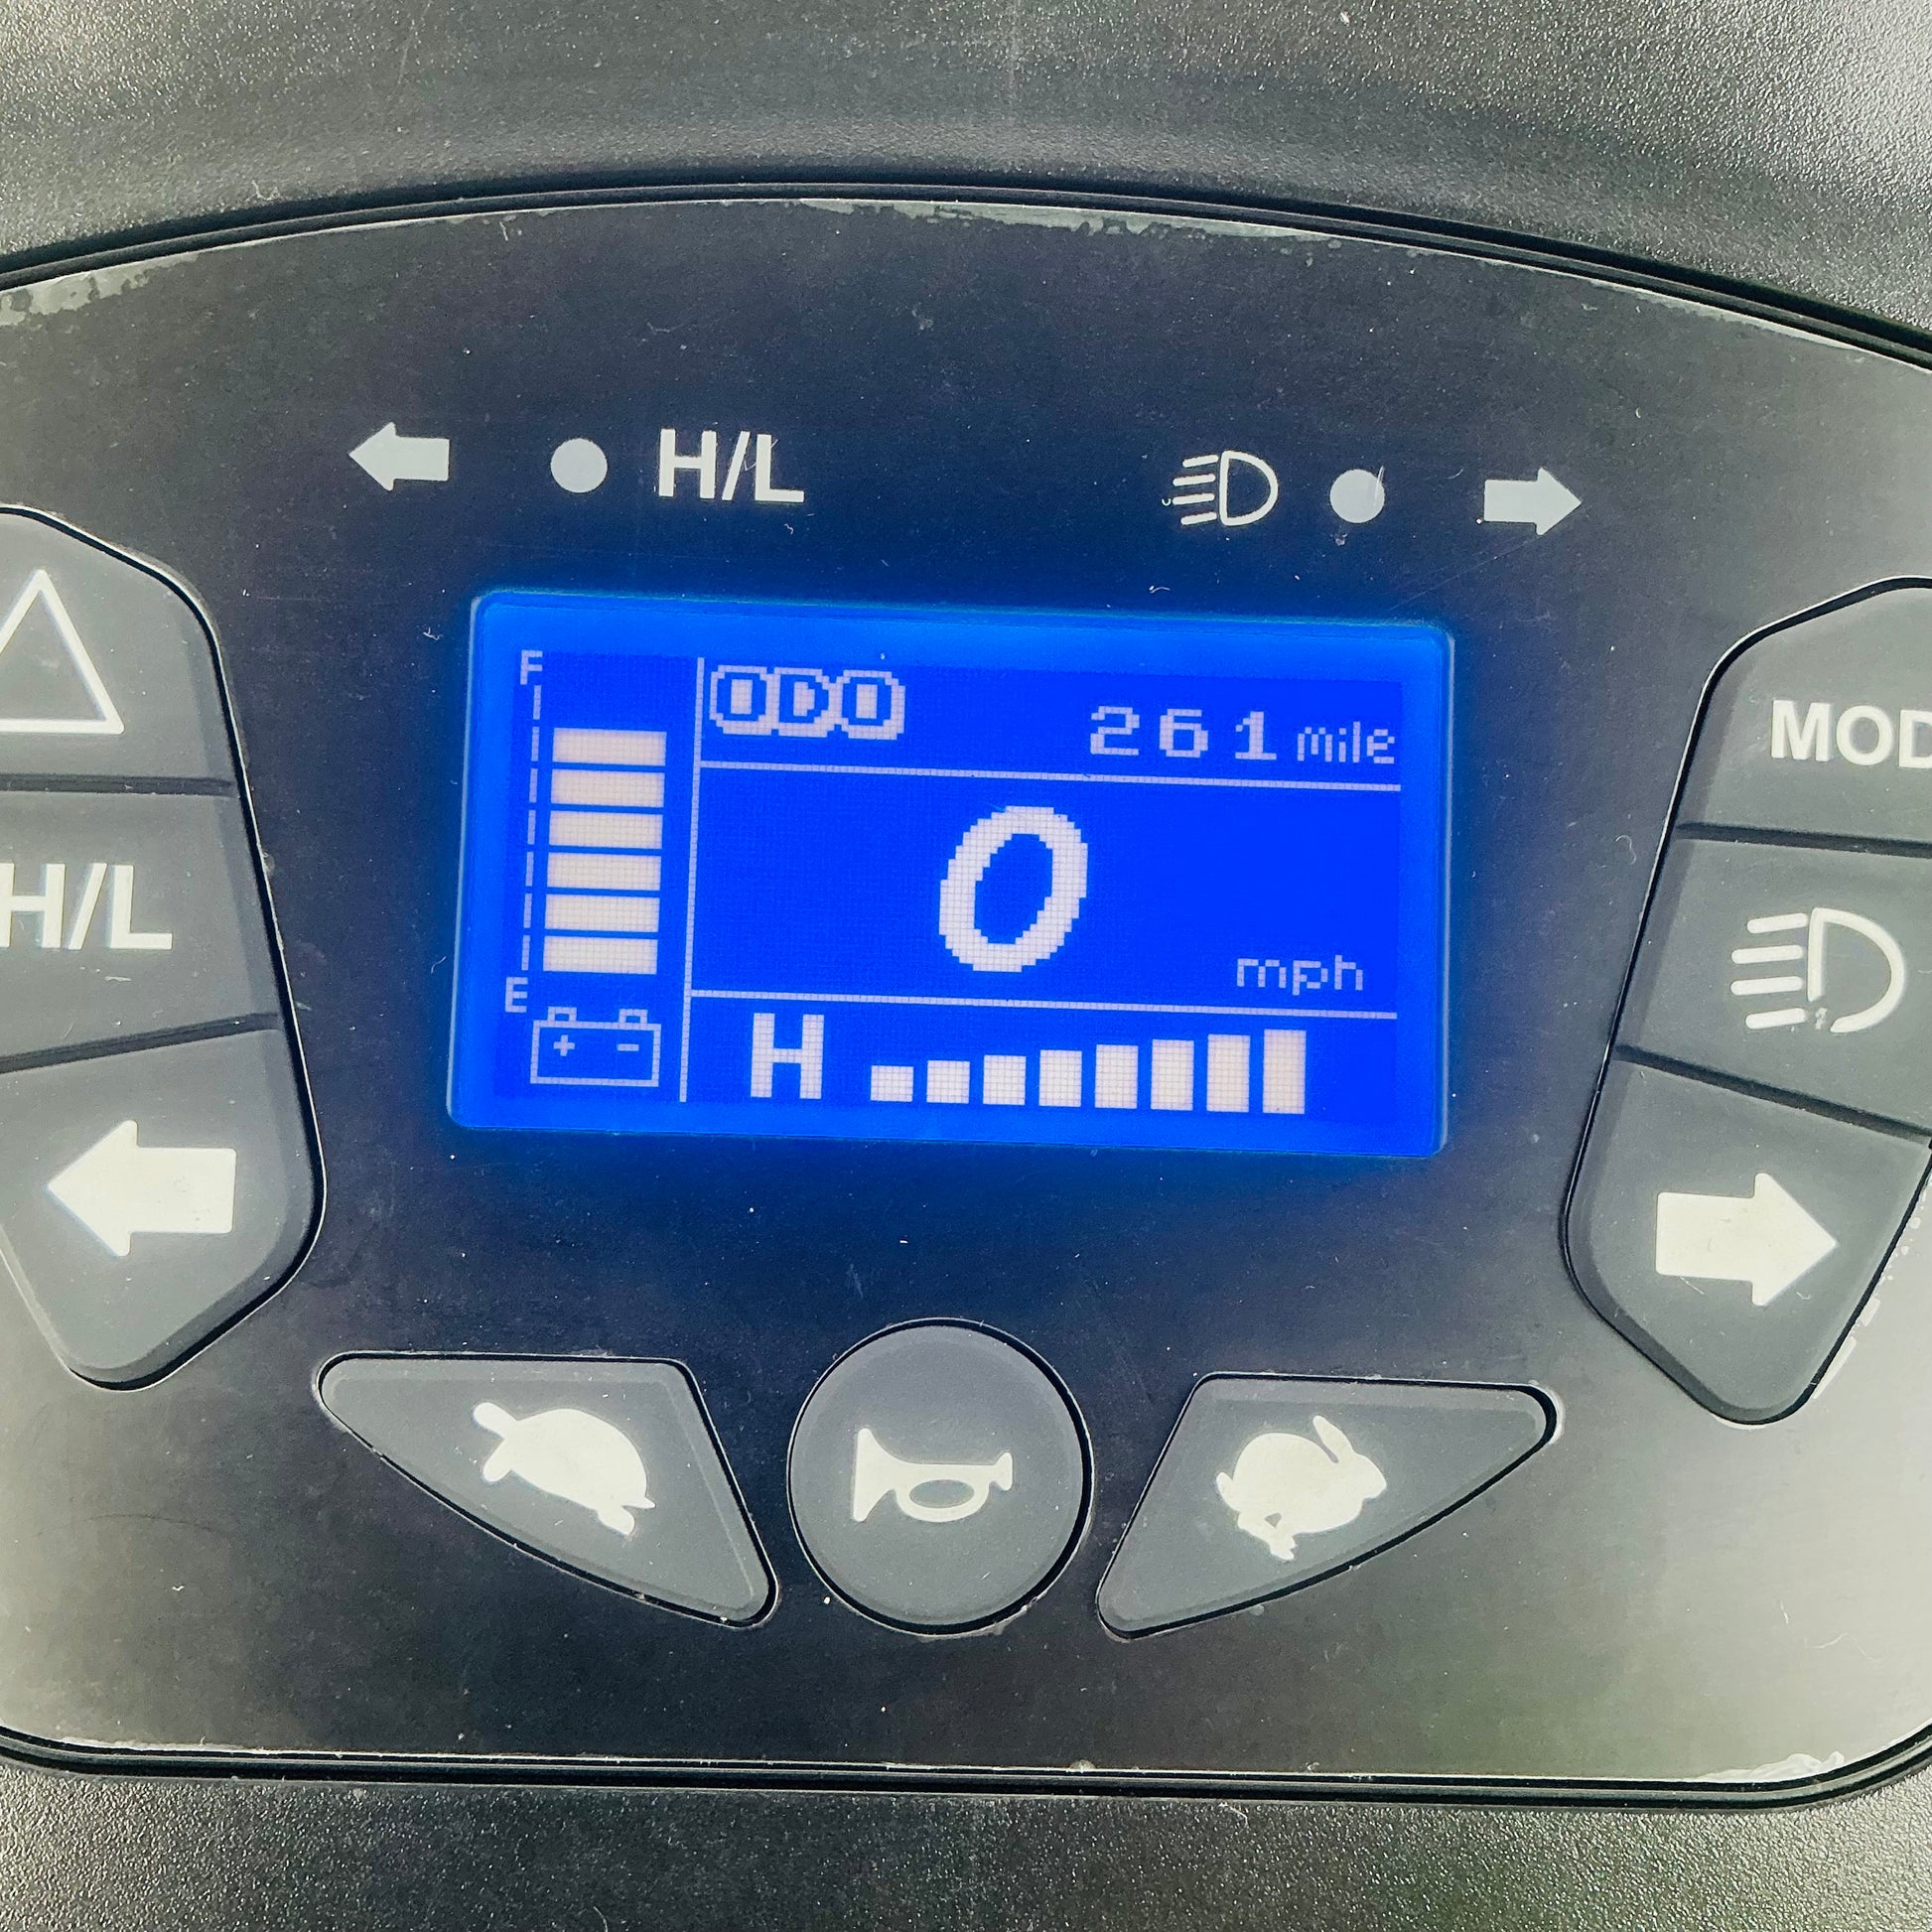 H/L
F
ODO 261 mile
MOD
0
H/L
mph
E
+ -
H